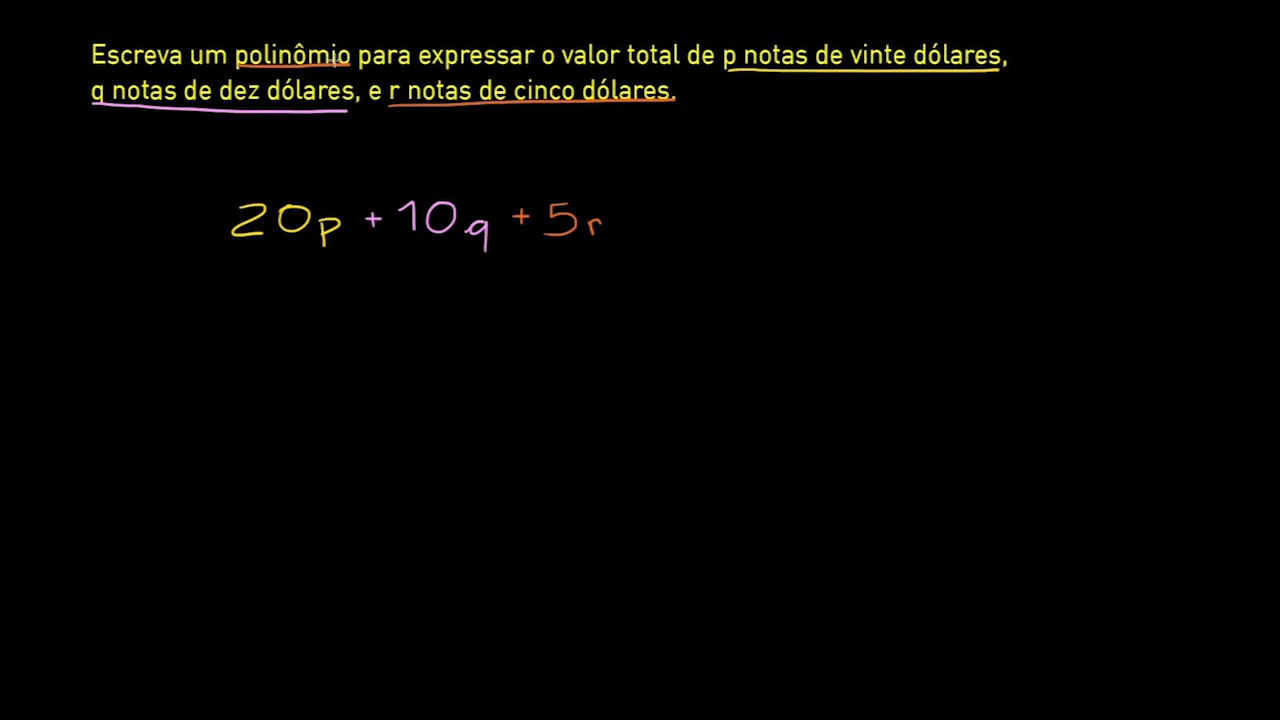 Escreva um polinômio para expressar o valor total de p notas de vinte dólares,
q notas de dez dólares, e r notas de cinco dólares.
20p + 10q + 5r